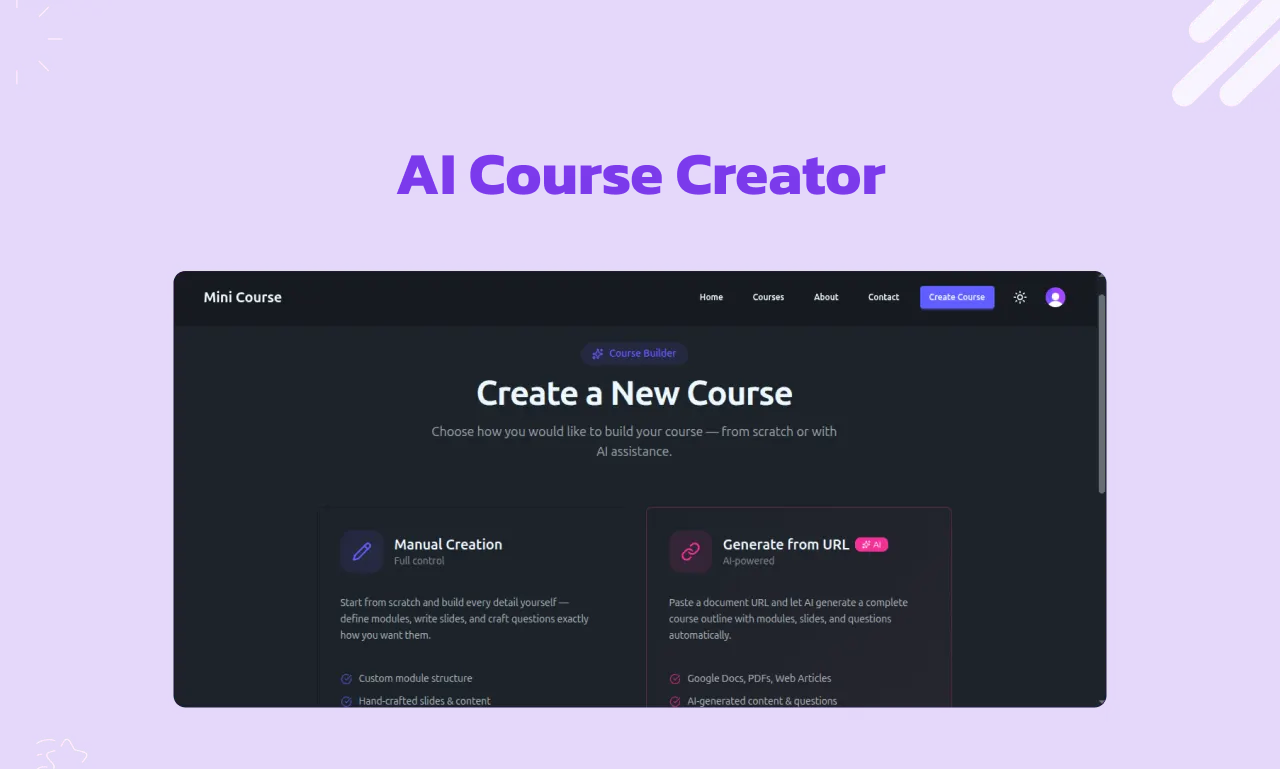 AI Course Creator
Mini Course
Home
Courses
About
Contact
Create Course
Course Builder
Create a New Course
Choose how you would like to build your course — from scratch or with
AI assistance.
Manual Creation
Full control
Start from scratch and build every detail yourself —
define modules, write slides, and craft questions exactly
how you want them.
Custom module structure
Hand-crafted slides & content
Generate from URL
AI
AI-powered
Paste a document URL and let AI generate a complete
course outline with modules, slides, and questions
automatically.
Google Docs, PDFs, Web Articles
AI-generated content & questions